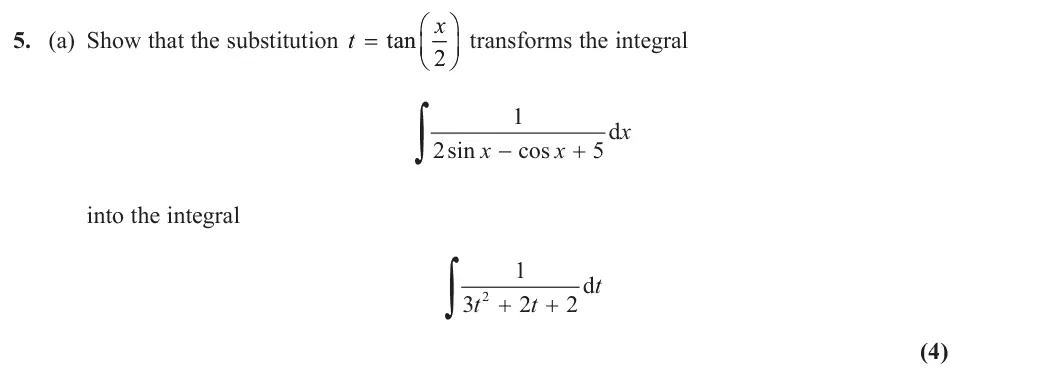 5. (a) Show that the substitution t = tan(x/2) transforms the integral
∫ 1/(2 sin x − cos x + 5) dx
into the integral
∫ 1/(3t² + 2t + 2) dt
(4)